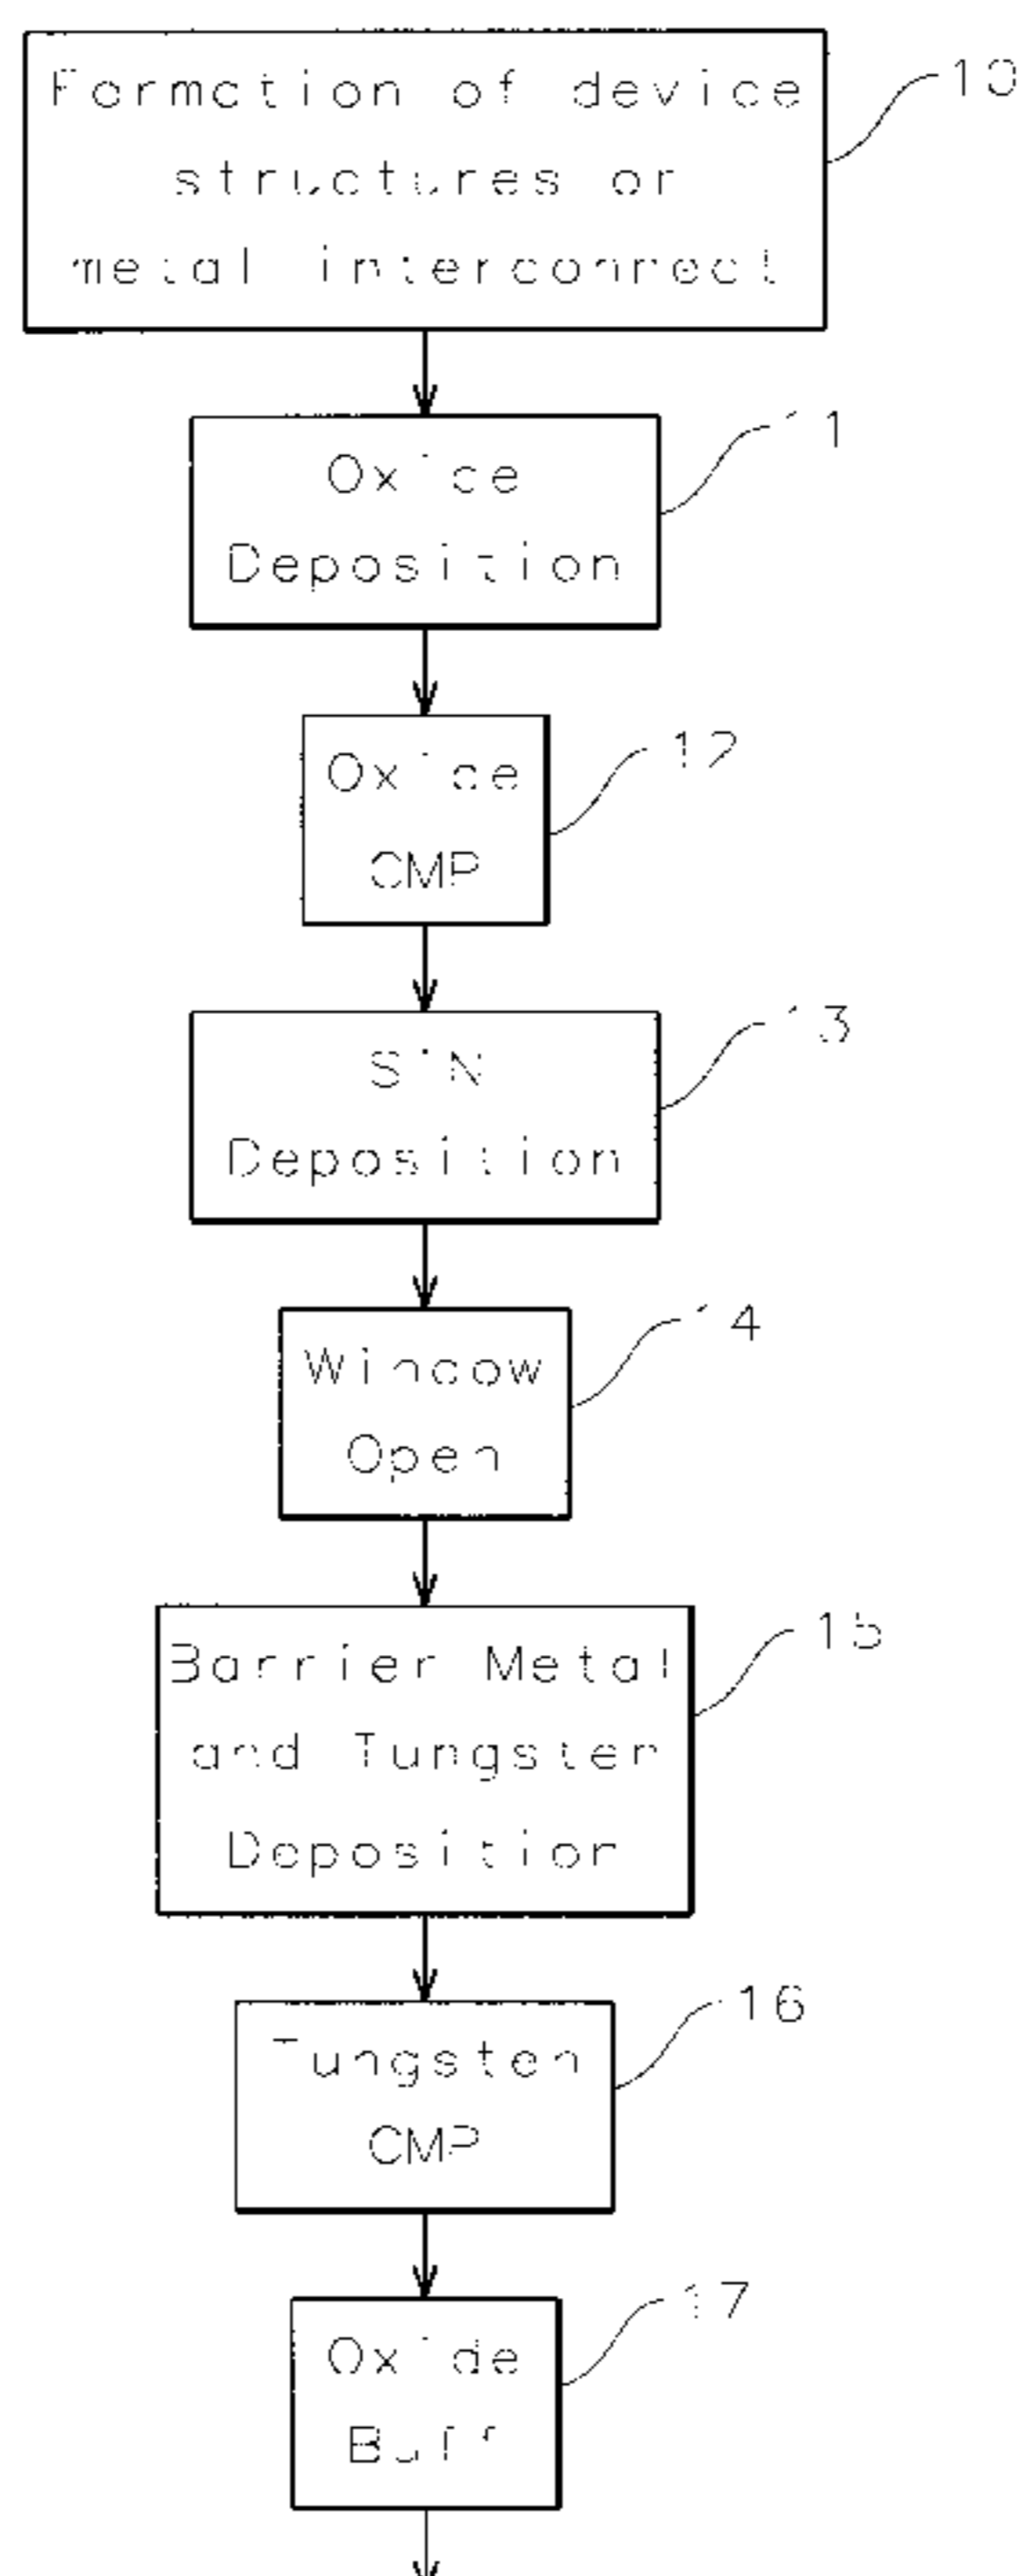 Formation of device
structures or
metal interconnect
10
Oxide
Deposition
11
Oxide
CMP
12
SiN
Deposition
13
Window
Open
14
Barrier Metal
and Tungsten
Deposition
15
Tungsten
CMP
16
Oxide
Buff
17